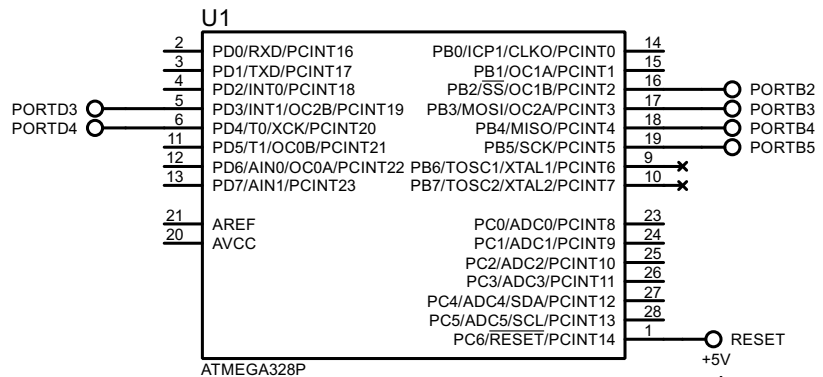 U1
2 PD0/RXD/PCINT16 PB0/ICP1/CLKO/PCINT0 14
3 PD1/TXD/PCINT17 PB1/OC1A/PCINT1 15
4 PD2/INT0/PCINT18 PB2/SS/OC1B/PCINT2 16 PORTB2
PORTD3 5 PD3/INT1/OC2B/PCINT19 PB3/MOSI/OC2A/PCINT3 17 PORTB3
PORTD4 6 PD4/T0/XCK/PCINT20 PB4/MISO/PCINT4 18 PORTB4
11 PD5/T1/OC0B/PCINT21 PB5/SCK/PCINT5 19 PORTB5
12 PD6/AIN0/OC0A/PCINT22 PB6/TOSC1/XTAL1/PCINT6 9
13 PD7/AIN1/PCINT23 PB7/TOSC2/XTAL2/PCINT7 10
21 AREF PC0/ADC0/PCINT8 23
20 AVCC PC1/ADC1/PCINT9 24
PC2/ADC2/PCINT10 25
PC3/ADC3/PCINT11 26
PC4/ADC4/SDA/PCINT12 27
PC5/ADC5/SCL/PCINT13 28
PC6/RESET/PCINT14 1 RESET
+5V
ATMEGA328P